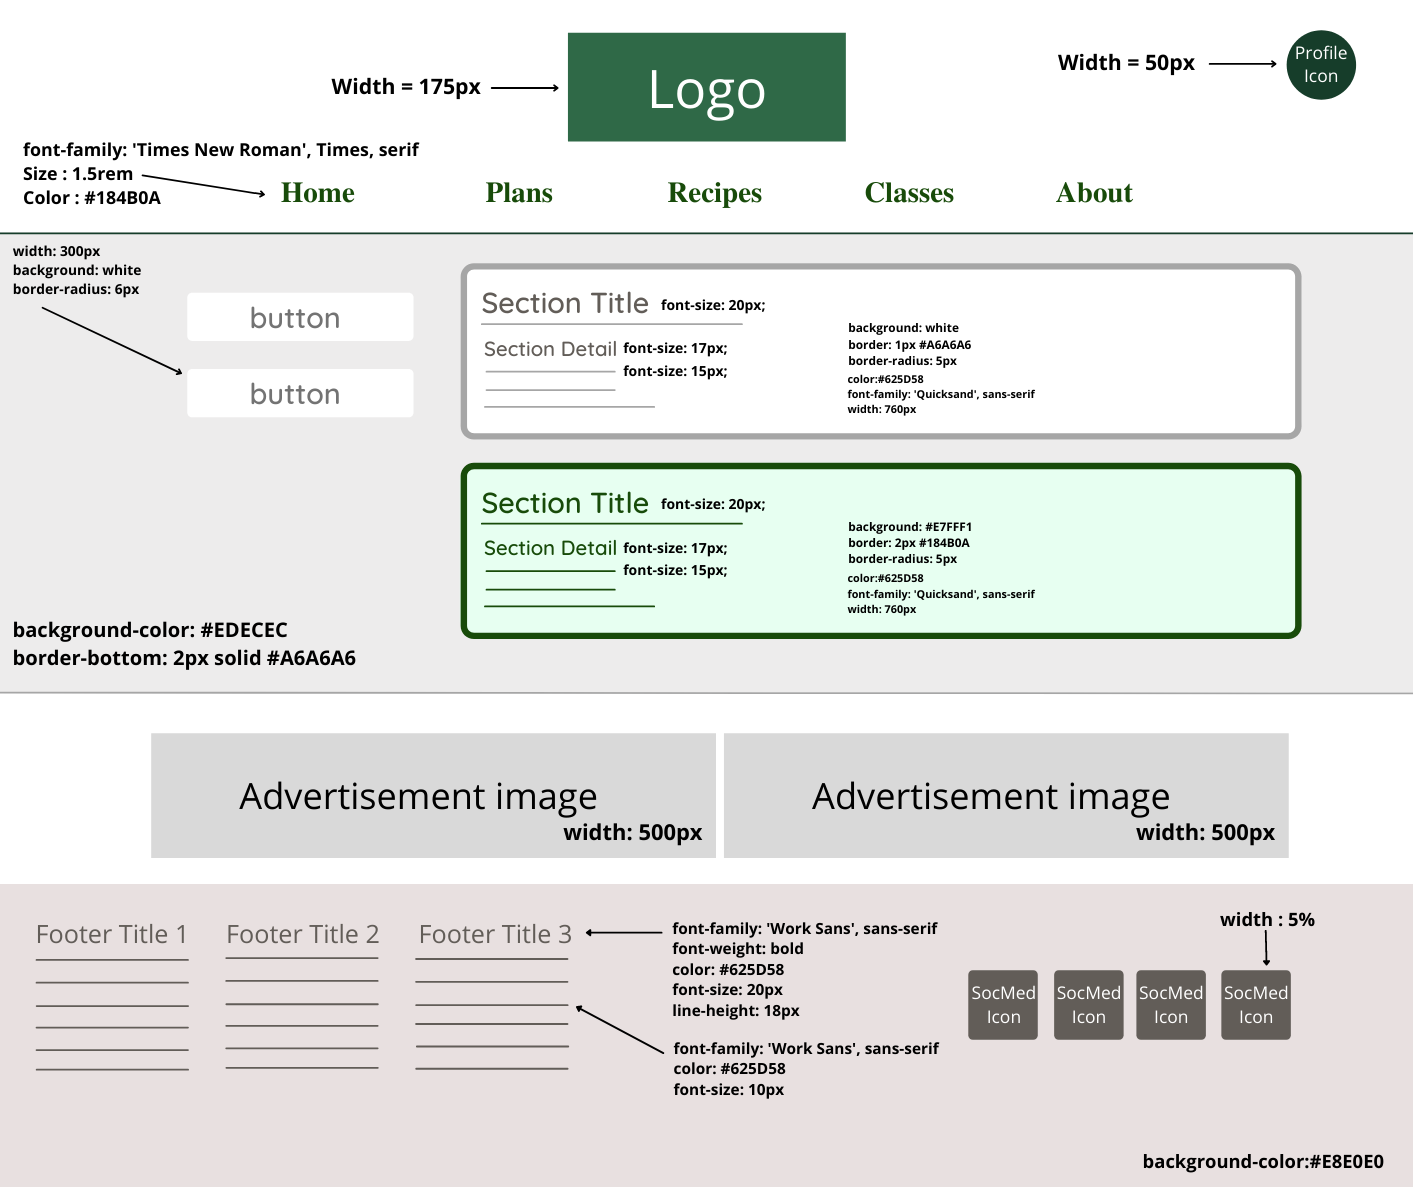 Logo
Profile
Icon
Width = 175px
Width = 50px
font-family: 'Times New Roman', Times, serif
Size : 1.5rem
Color : #184B0A
Home
Plans
Recipes
Classes
About
width: 300px
background: white
border-radius: 6px
button
button
Section Title
font-size: 20px;
Section Detail
font-size: 17px;
font-size: 15px;
background: white
border: 1px #A6A6A6
border-radius: 5px
color:#625D58
font-family: 'Quicksand', sans-serif
width: 760px
Section Title
font-size: 20px;
Section Detail
font-size: 17px;
font-size: 15px;
background: #E7FFF1
border: 2px #184B0A
border-radius: 5px
color:#625D58
font-family: 'Quicksand', sans-serif
width: 760px
background-color: #EDECEC
border-bottom: 2px solid #A6A6A6
Advertisement image
width: 500px
Advertisement image
width: 500px
Footer Title 1
Footer Title 2
Footer Title 3
font-family: 'Work Sans', sans-serif
font-weight: bold
color: #625D58
font-size: 20px
line-height: 18px
font-family: 'Work Sans', sans-serif
color: #625D58
font-size: 10px
width : 5%
SocMed
Icon
SocMed
Icon
SocMed
Icon
SocMed
Icon
background-color:#E8E0E0